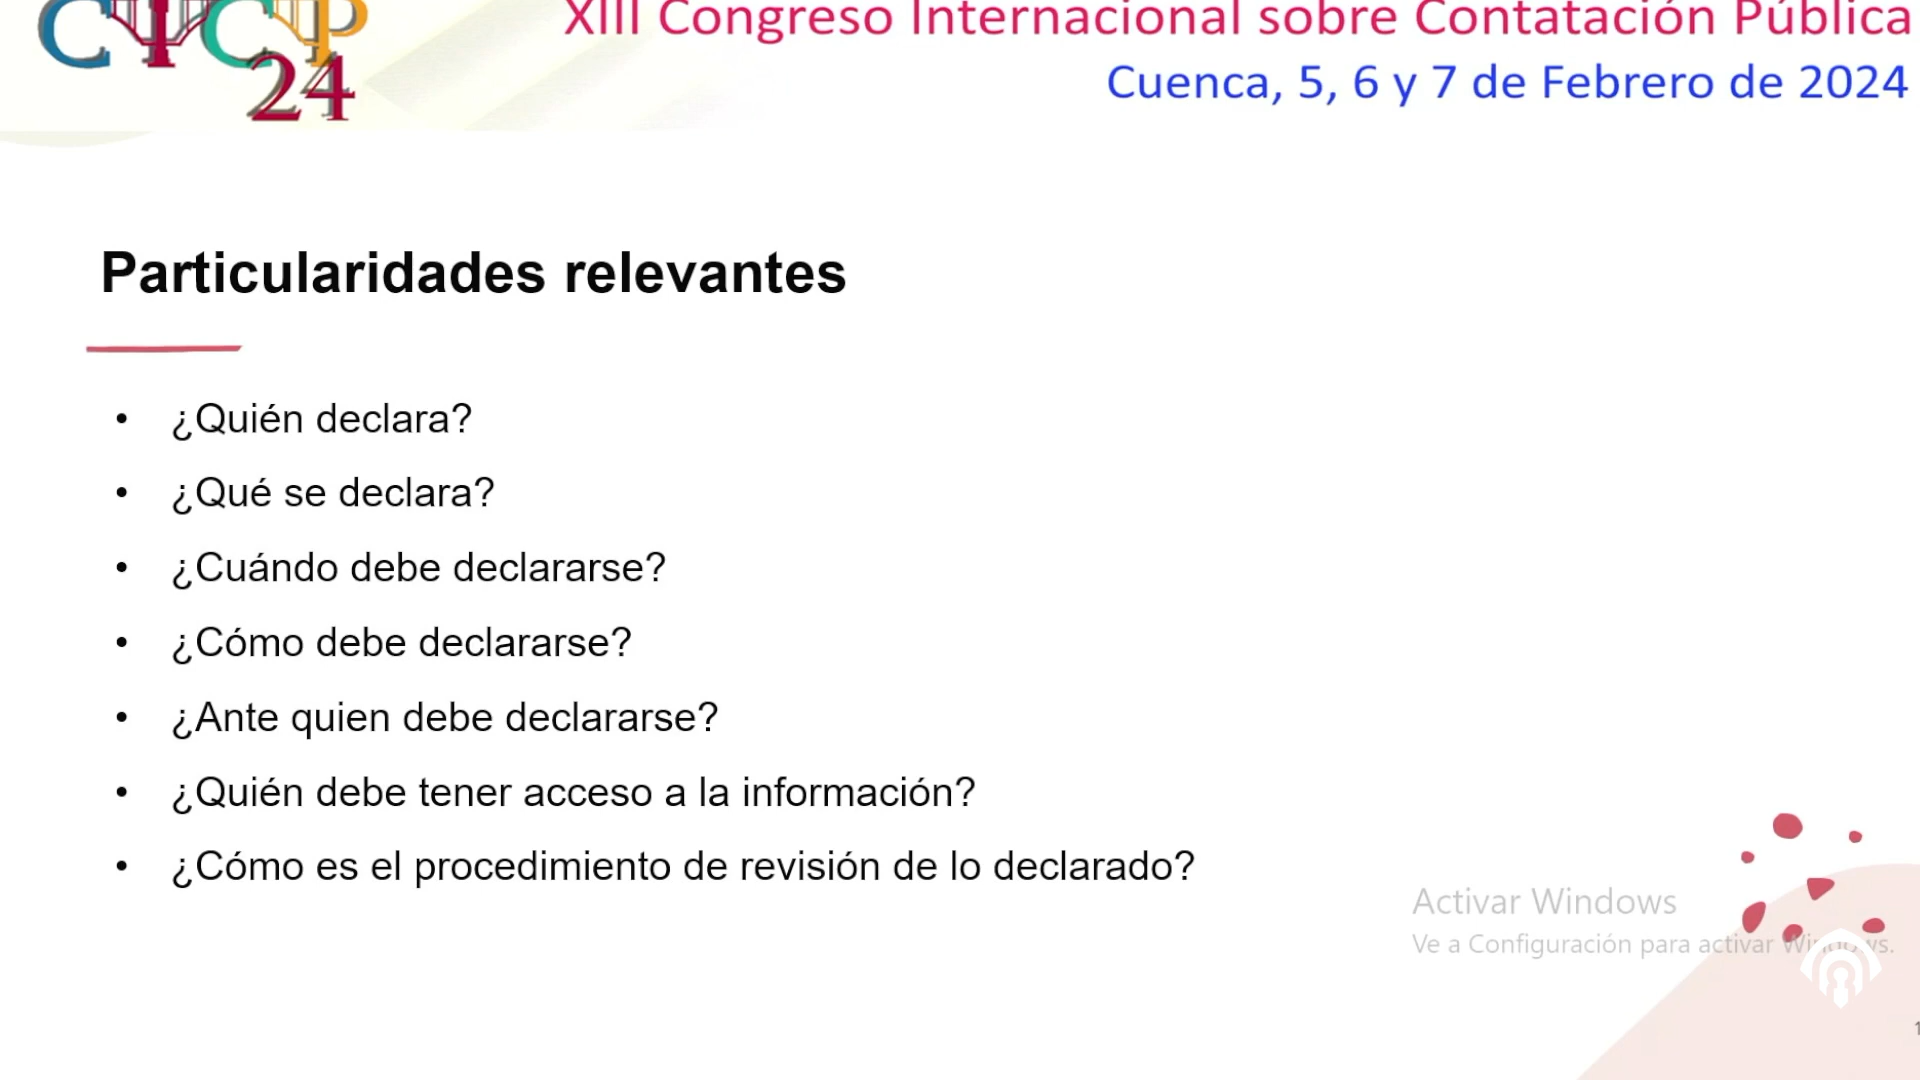 CICP
24
XIII Congreso Internacional sobre Contatación Pública
Cuenca, 5, 6 y 7 de Febrero de 2024
Particularidades relevantes
• ¿Quién declara?
• ¿Qué se declara?
• ¿Cuándo debe declararse?
• ¿Cómo debe declararse?
• ¿Ante quien debe declararse?
• ¿Quién debe tener acceso a la información?
• ¿Cómo es el procedimiento de revisión de lo declarado?
Activar Windows
Ve a Configuración para activar Windows.